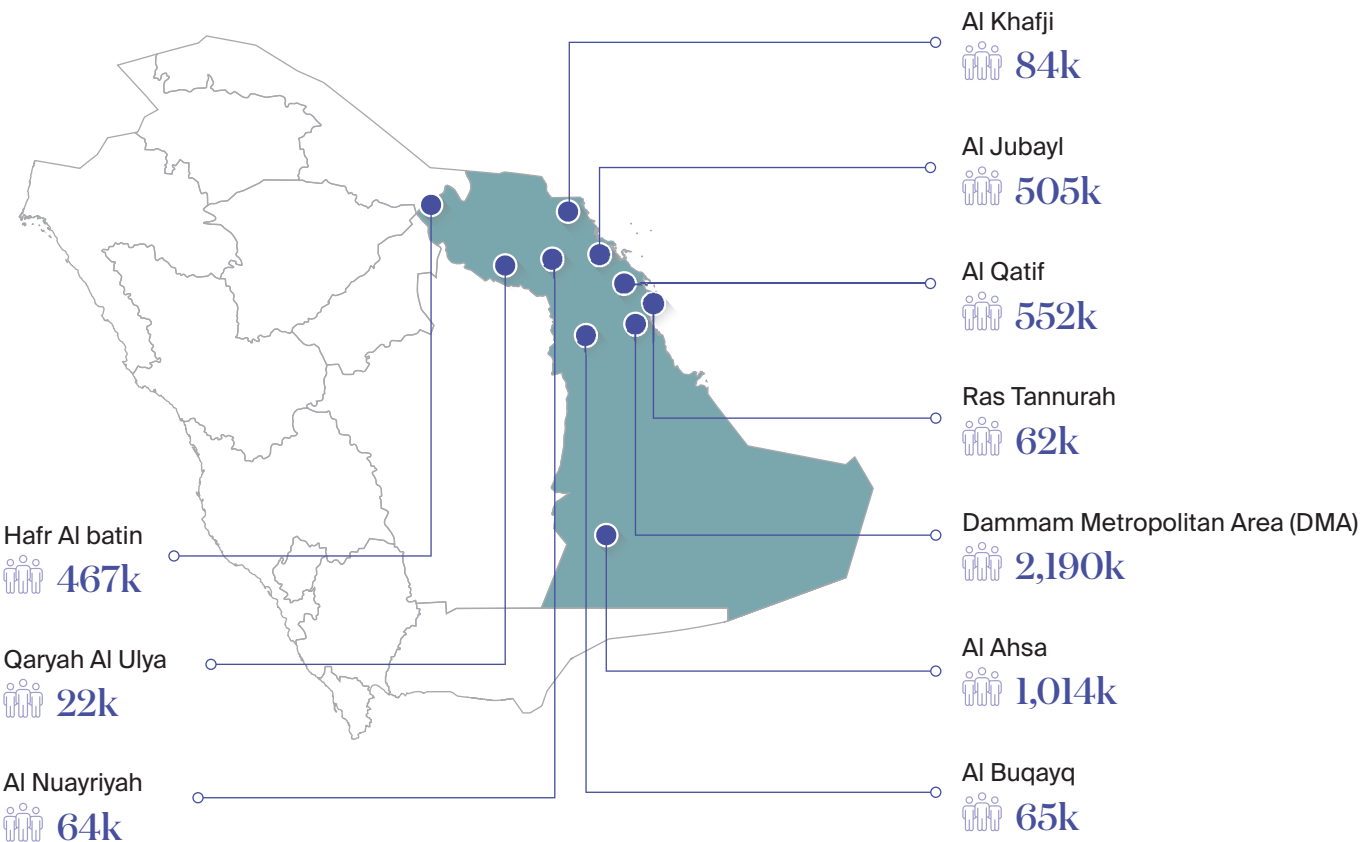 Al Khafji
84k
Al Jubayl
505k
Al Qatif
552k
Ras Tannurah
62k
Dammam Metropolitan Area (DMA)
2,190k
Al Ahsa
1,014k
Al Buqayq
65k
Hafr Al batin
467k
Qaryah Al Ulya
22k
Al Nuayriyah
64k